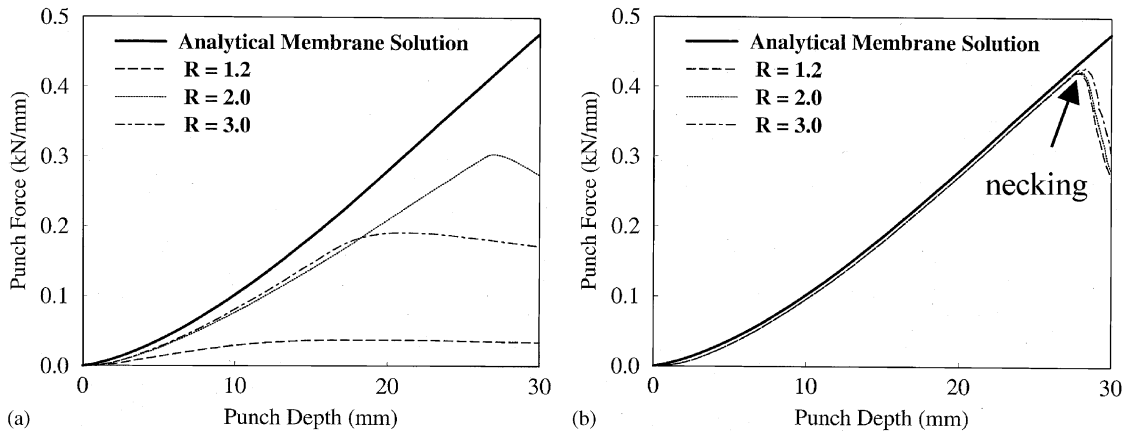 0.5
0.4
0.3
0.2
0.1
0.0
Punch Force (kN/mm)
Analytical Membrane Solution
R = 1.2
R = 2.0
R = 3.0
0
10
20
30
Punch Depth (mm)
(a)
0.5
0.4
0.3
0.2
0.1
0.0
Punch Force (kN/mm)
Analytical Membrane Solution
R = 1.2
R = 2.0
R = 3.0
necking
0
10
20
30
Punch Depth (mm)
(b)